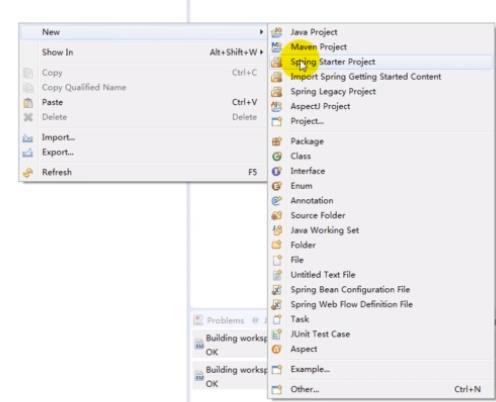 New
Show In Alt+Shift+W
Copy Ctrl+C
Copy Qualified Name
Paste Ctrl+V
Delete Delete
Import...
Export...
Refresh F5
Java Project
Maven Project
Spring Starter Project
Import Spring Getting Started Content
Spring Legacy Project
AspectJ Project
Project...
Package
Class
Interface
Enum
Annotation
Source Folder
Java Working Set
Folder
File
Untitled Text File
Spring Bean Configuration File
Spring Web Flow Definition File
Task
JUnit Test Case
Aspect
Example...
Other... Ctrl+N
Problems @
Building worksp
OK
Building worksp
OK